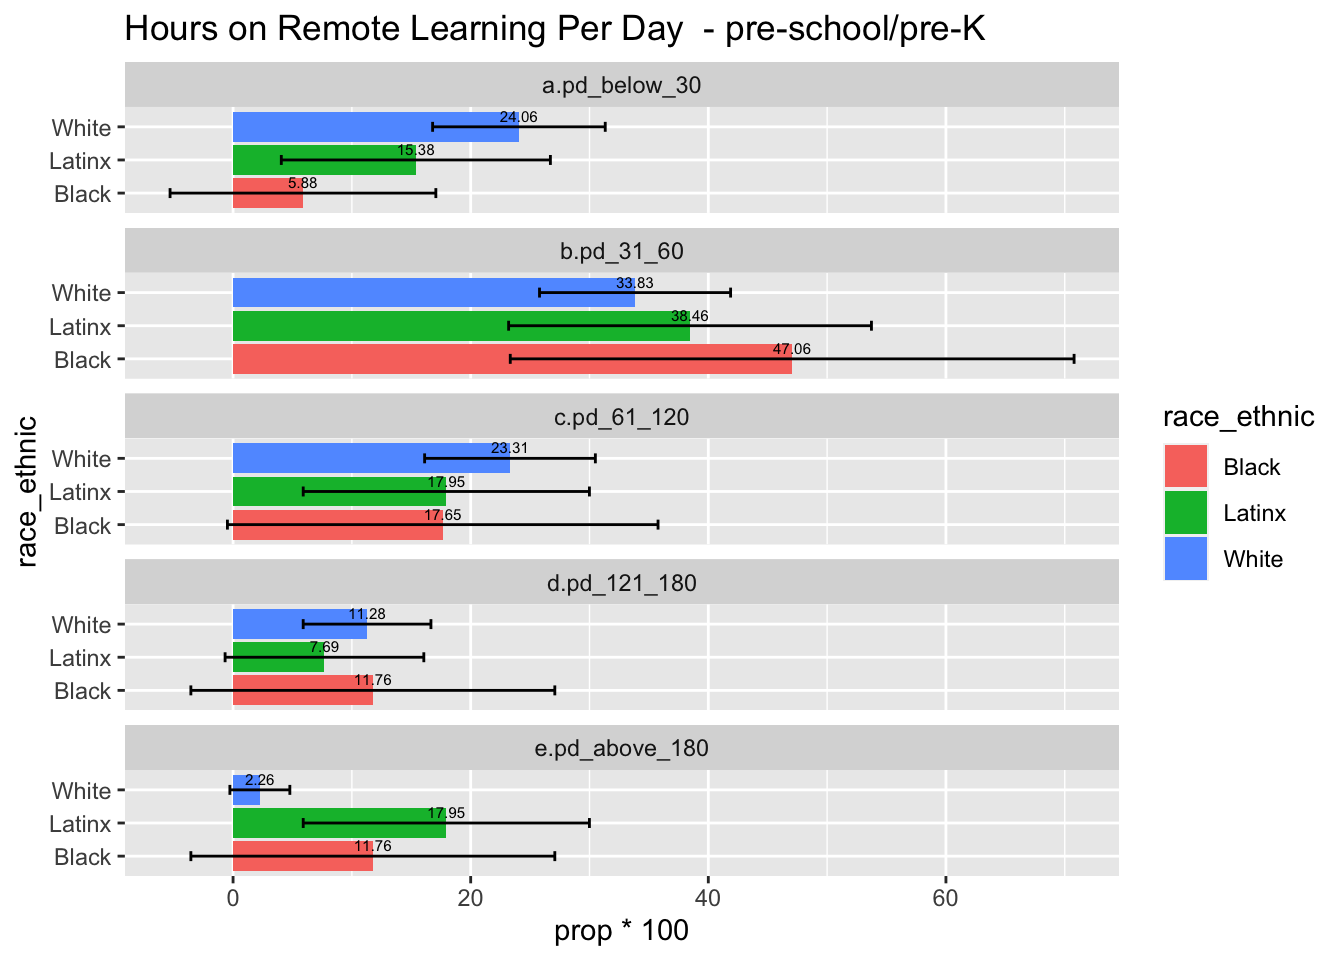 Hours on Remote Learning Per Day  - pre-school/pre-K
a.pd_below_30
White
24.06
Latinx
15.38
Black
5.88
b.pd_31_60
White
33.83
Latinx
38.46
Black
47.06
c.pd_61_120
White
23.31
Latinx
17.95
Black
17.65
d.pd_121_180
White
11.28
Latinx
7.69
Black
11.76
e.pd_above_180
White
2.26
Latinx
17.95
Black
11.76
0 20 40 60
prop * 100
race_ethnic
race_ethnic
Black
Latinx
White